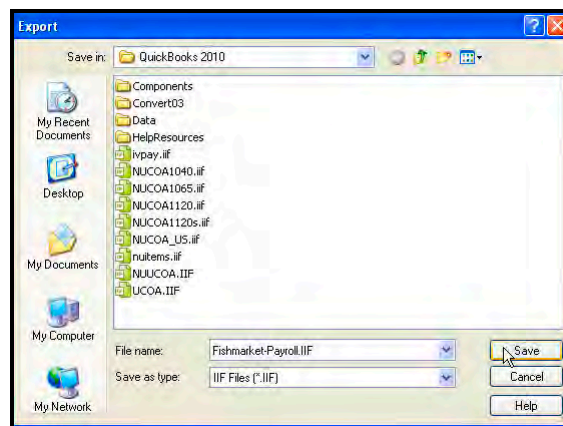 Export
Save in: QuickBooks 2010
My Recent
Documents
Desktop
My Documents
My Computer
My Network
Components
Convert03
Data
HelpResources
ivpay.iif
NUCOA1040.iif
NUCOA1065.iif
NUCOA1120.iif
NUCOA1120s.iif
NUCOA_US.iif
nuitems.iif
NUUCOA.IIF
UCOA.IIF
File name: Fishmarket-Payroll.IIF Save
Save as type: IIF Files (*.IIF) Cancel
Help